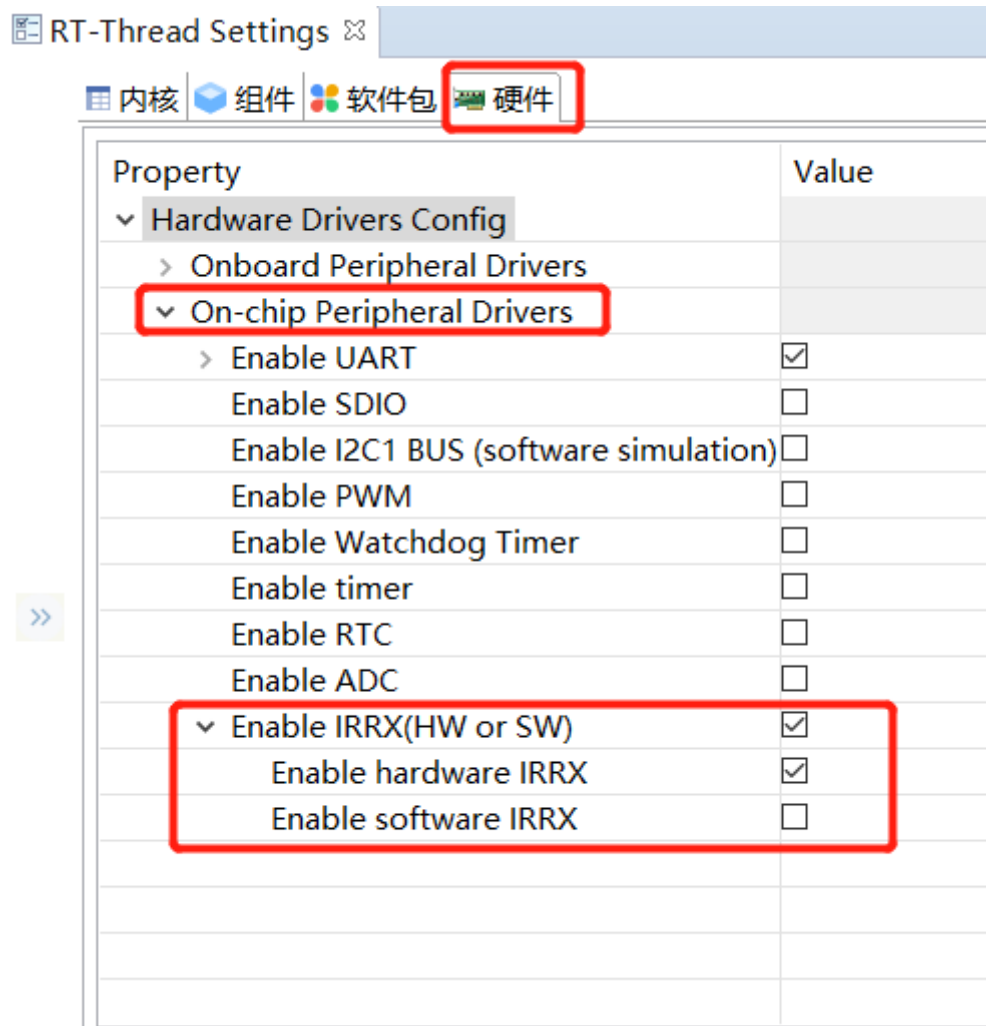 RT-Thread Settings
内核 组件 软件包 硬件
Property Value
Hardware Drivers Config
Onboard Peripheral Drivers
On-chip Peripheral Drivers
Enable UART
Enable SDIO
Enable I2C1 BUS (software simulation)
Enable PWM
Enable Watchdog Timer
Enable timer
Enable RTC
Enable ADC
Enable IRRX(HW or SW)
Enable hardware IRRX
Enable software IRRX